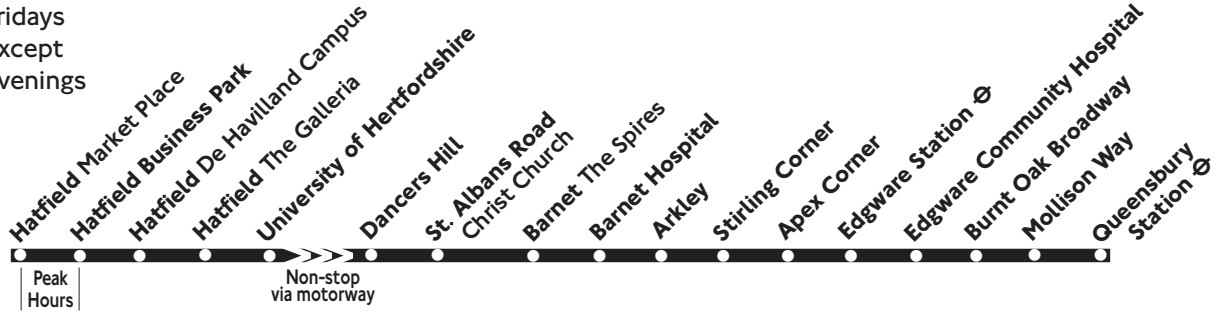 ridays
xcept
venings
Hatfield Market Place
Hatfield Business Park
Hatfield De Havilland Campus
Hatfield The Galleria
University of Hertfordshire
Dancers Hill
St. Albans Road
Christ Church
Barnet The Spires
Barnet Hospital
Arkley
Stirling Corner
Apex Corner
Edgware Station
Edgware Community Hospital
Burnt Oak Broadway
Mollison Way
Queensbury
Station
Peak
Hours
Non-stop
via motorway